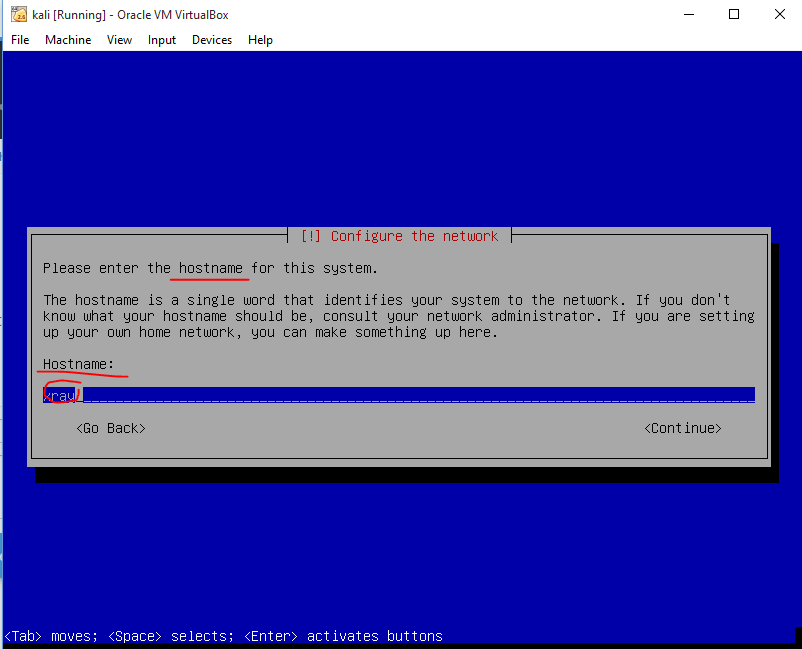 kali [Running] - Oracle VM VirtualBox
File Machine View Input Devices Help
[!] Configure the network
Please enter the hostname for this system.
The hostname is a single word that identifies your system to the network. If you don't
know what your hostname should be, consult your network administrator. If you are setting
up your own home network, you can make something up here.
Hostname:
xray
<Go Back> <Continue>
<Tab> moves; <Space> selects; <Enter> activates buttons